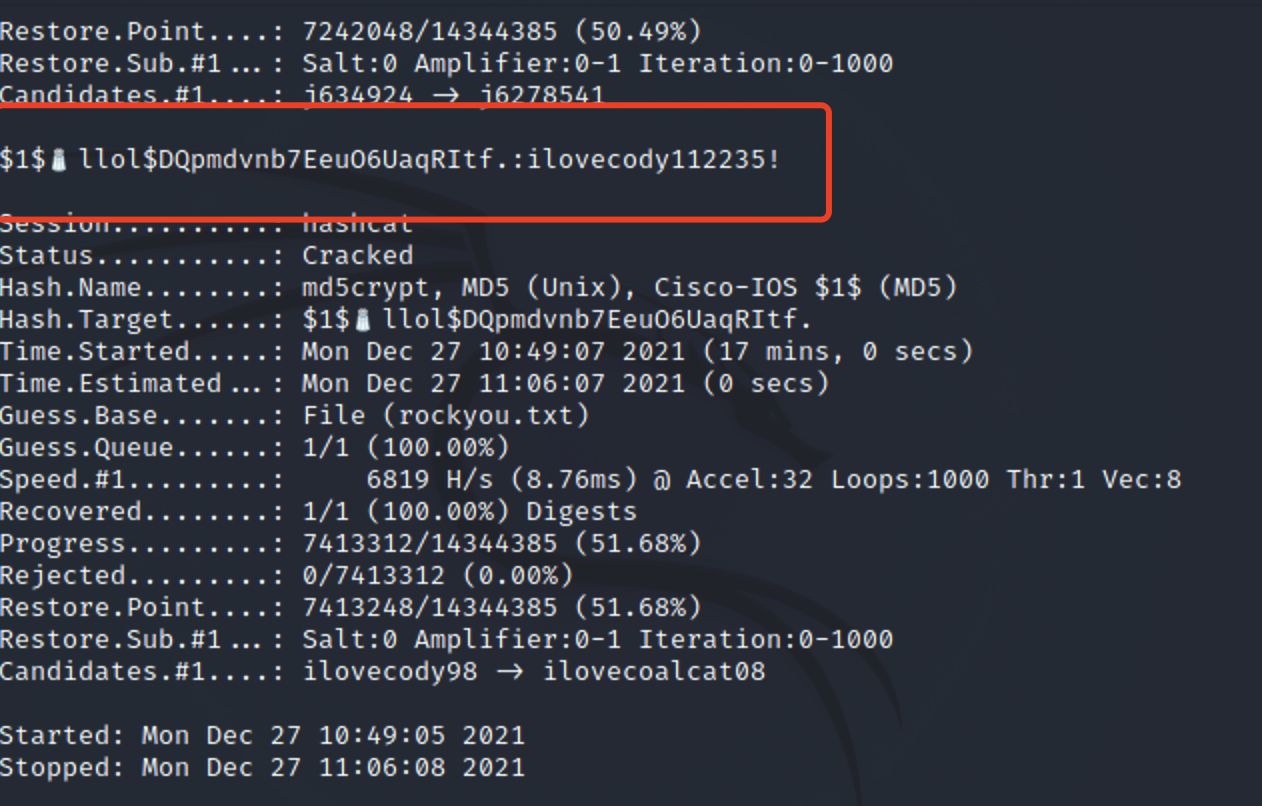 Restore.Point....: 7242048/14344385 (50.49%)
Restore.Sub.#1...: Salt:0 Amplifier:0-1 Iteration:0-1000
Candidates.#1....: j634924 -> j6278541
$1$🧂llol$DQpmdvnb7EeuO6UaqRItf.:ilovecody112235!
Session..........: hashcat
Status...........: Cracked
Hash.Name........: md5crypt, MD5 (Unix), Cisco-IOS $1$ (MD5)
Hash.Target......: $1$🧂llol$DQpmdvnb7EeuO6UaqRItf.
Time.Started.....: Mon Dec 27 10:49:07 2021 (17 mins, 0 secs)
Time.Estimated...: Mon Dec 27 11:06:07 2021 (0 secs)
Guess.Base.......: File (rockyou.txt)
Guess.Queue......: 1/1 (100.00%)
Speed.#1.........:     6819 H/s (8.76ms) @ Accel:32 Loops:1000 Thr:1 Vec:8
Recovered........: 1/1 (100.00%) Digests
Progress.........: 7413312/14344385 (51.68%)
Rejected.........: 0/7413312 (0.00%)
Restore.Point....: 7413248/14344385 (51.68%)
Restore.Sub.#1...: Salt:0 Amplifier:0-1 Iteration:0-1000
Candidates.#1....: ilovecody98 -> ilovecoalcat08
Started: Mon Dec 27 10:49:05 2021
Stopped: Mon Dec 27 11:06:08 2021